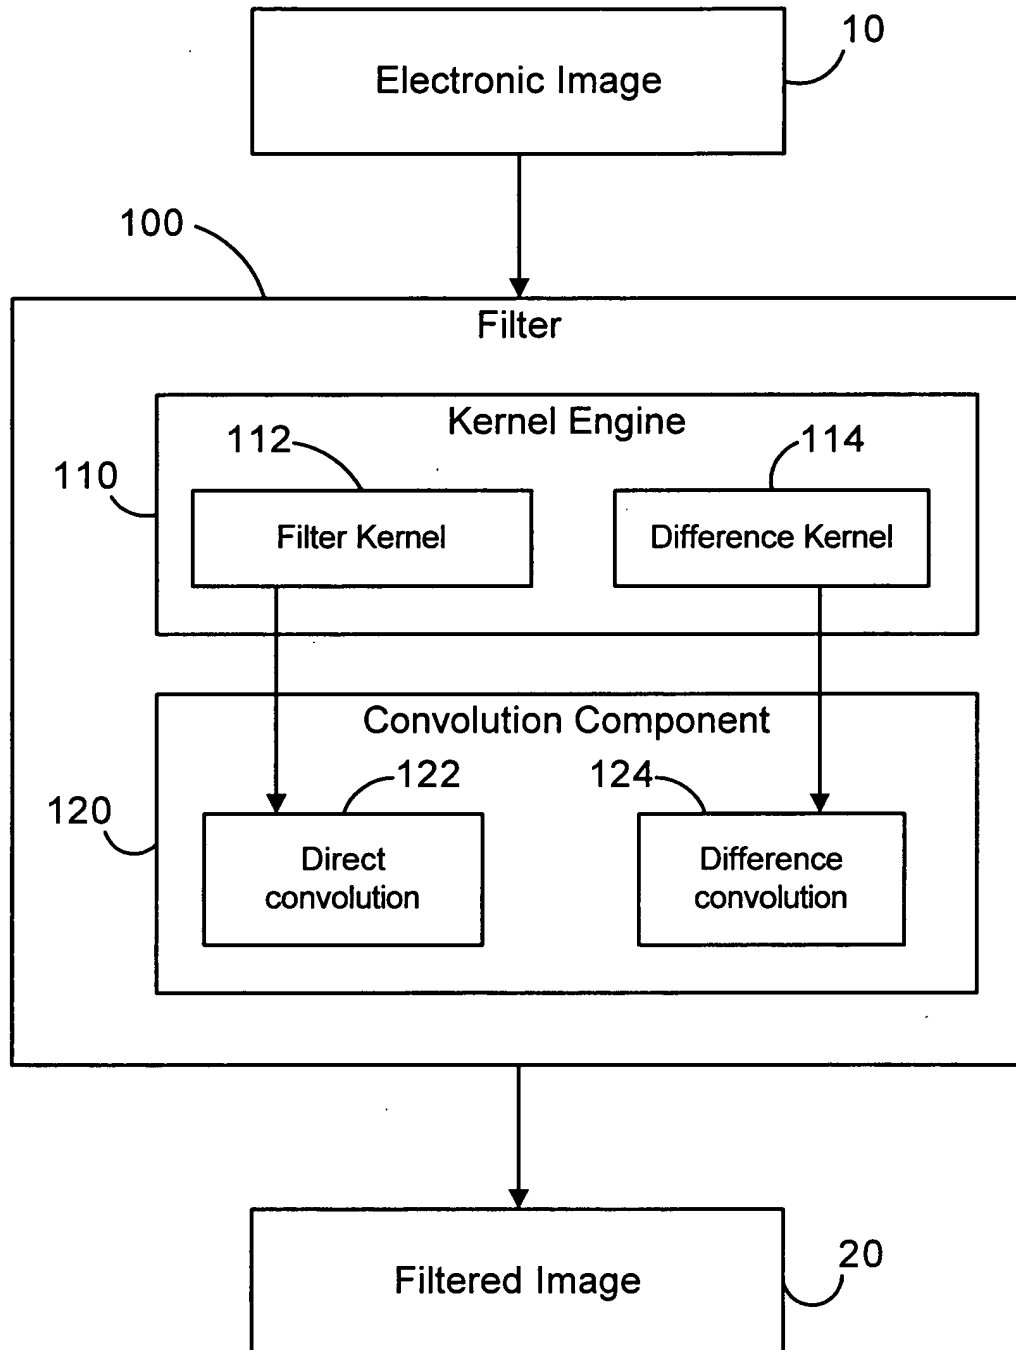 10
Electronic Image
100
Filter
Kernel Engine
112
114
110
Filter Kernel
Difference Kernel
Convolution Component
122
124
120
Direct
convolution
Difference
convolution
20
Filtered Image